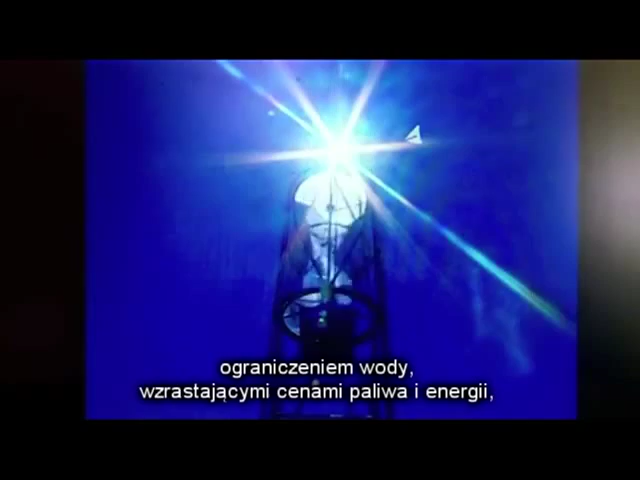 ograniczeniem wody,
wzrastającymi cenami paliwa i energii,